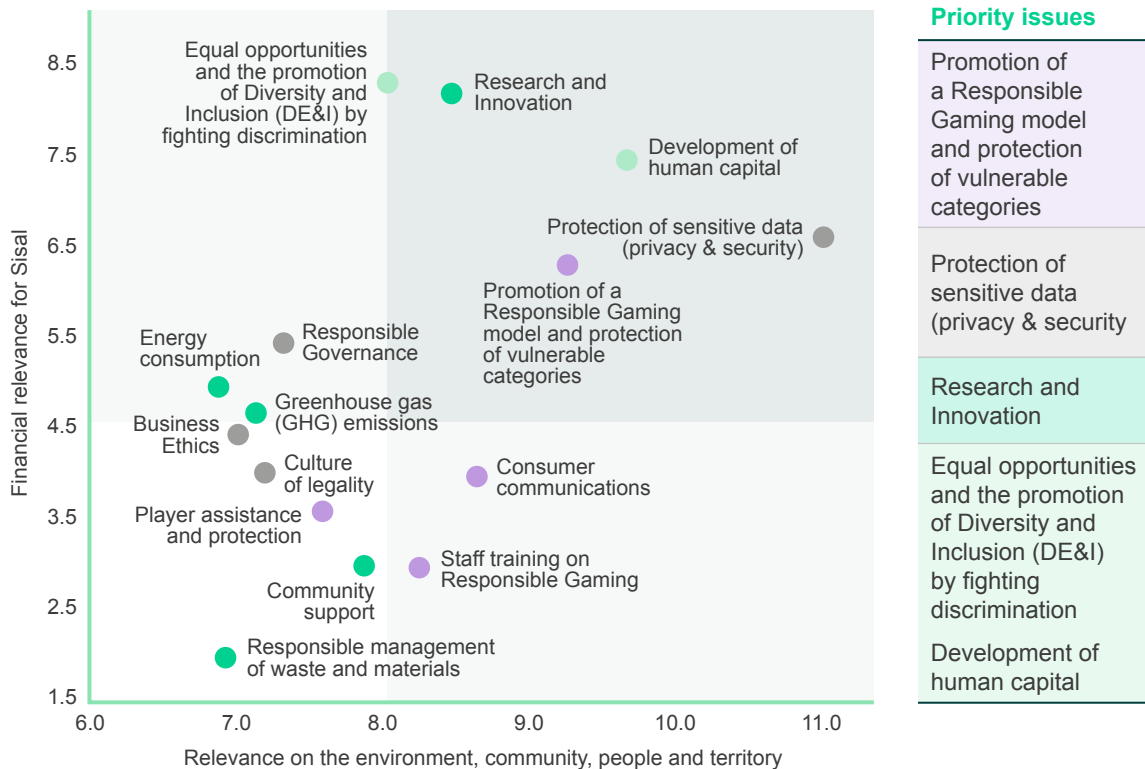 Financial relevance for Sisal
8.5
7.5
6.5
5.5
4.5
3.5
2.5
1.5
6.0
7.0
8.0
9.0
10.0
11.0
Relevance on the environment, community, people and territory
Equal opportunities
and the promotion
of Diversity and
Inclusion (DE&I) by
fighting discrimination
Research and
Innovation
Development of
human capital
Protection of sensitive data
(privacy & security)
Promotion of a
Responsible Gaming
model and protection
of vulnerable
categories
Energy
consumption
Responsible
Governance
Greenhouse gas
(GHG) emissions
Business
Ethics
Culture
of legality
Consumer
communications
Player assistance
and protection
Staff training on
Responsible Gaming
Community
support
Responsible management
of waste and materials
Priority issues
Promotion of
a Responsible
Gaming model
and protection
of vulnerable
categories
Protection of
sensitive data
(privacy & security
Research and
Innovation
Equal opportunities
and the promotion
of Diversity and
Inclusion (DE&I)
by fighting
discrimination
Development of
human capital